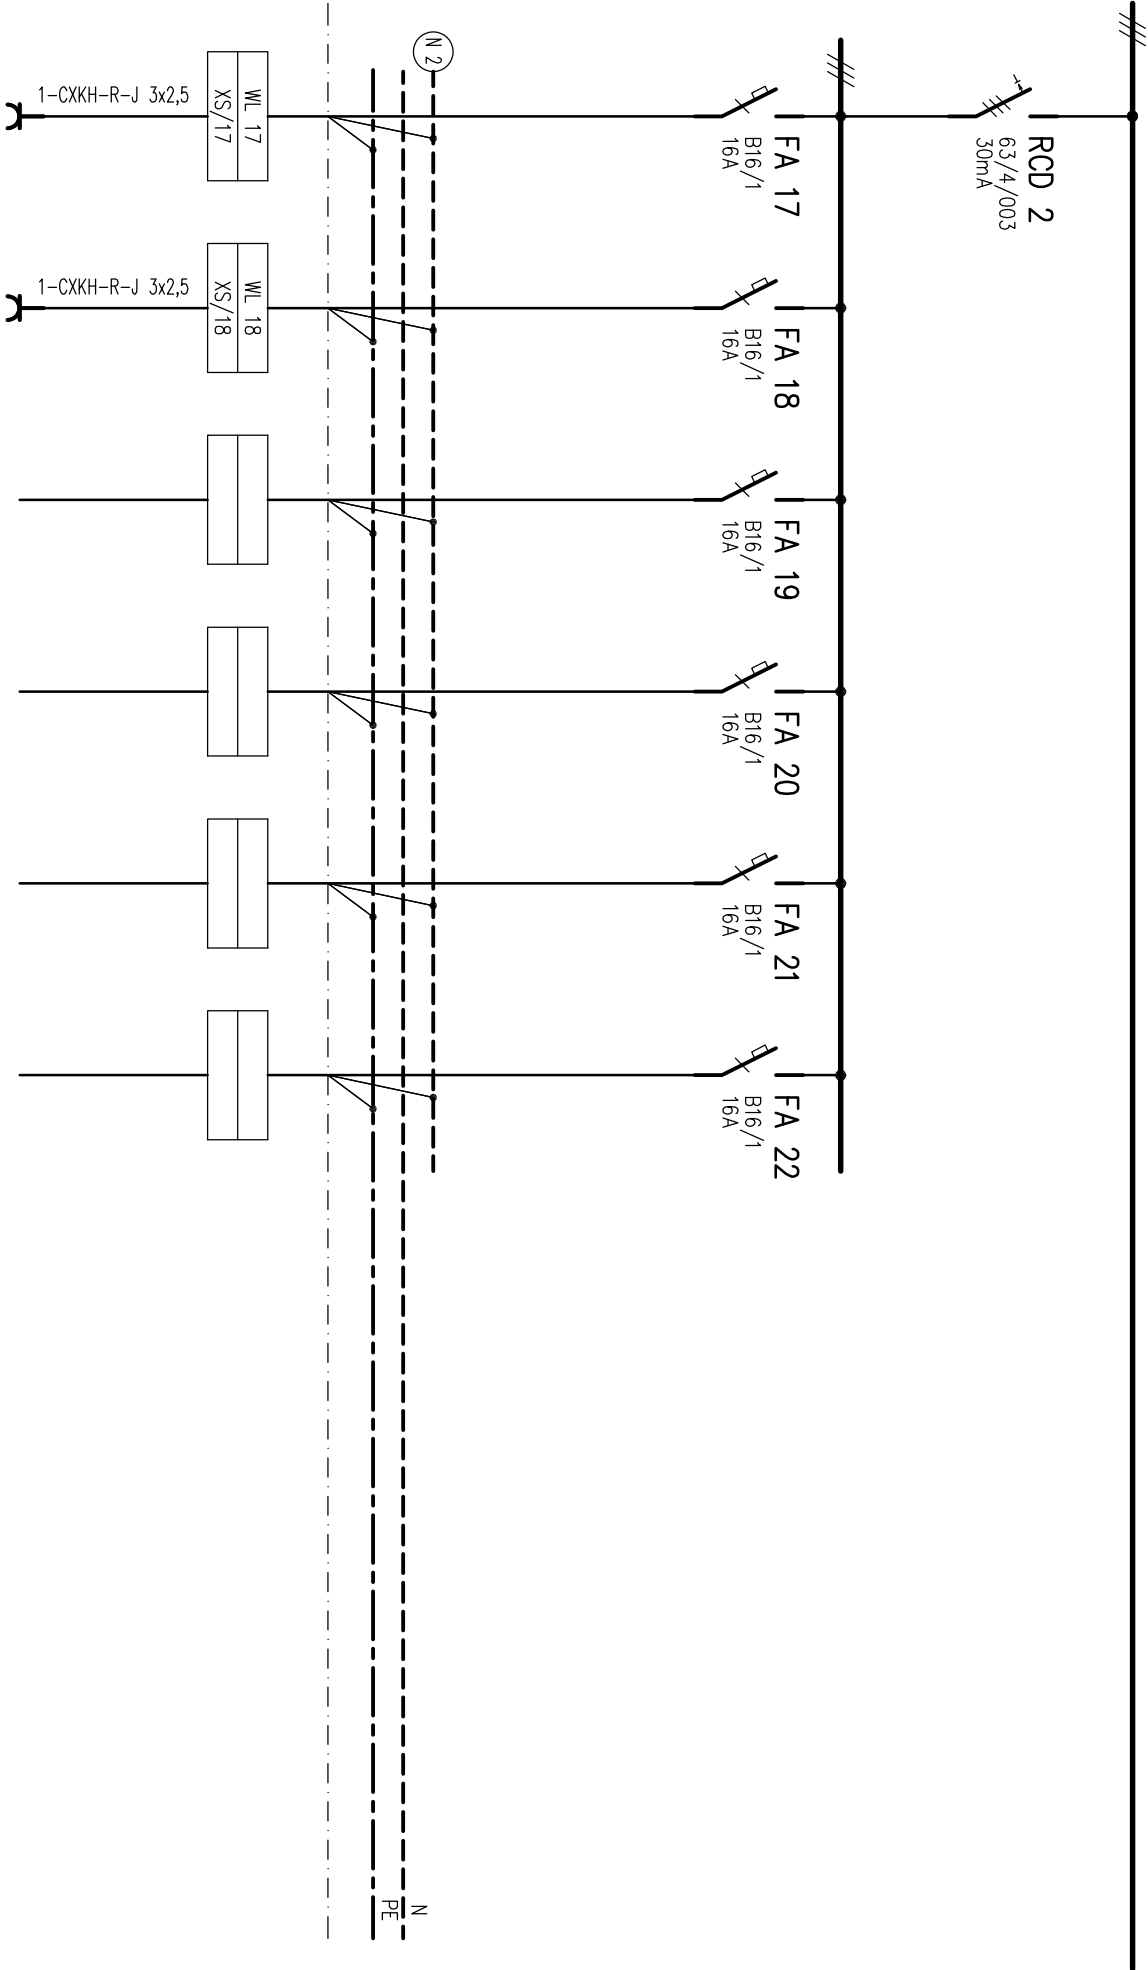 RCD 2
63/4/003
30mA
FA 17
B16/1
16A
FA 18
B16/1
16A
FA 19
B16/1
16A
FA 20
B16/1
16A
FA 21
B16/1
16A
FA 22
B16/1
16A
N 2
N
PE
WL 17
XS/17
WL 18
XS/18
1-CXKH-R-J 3x2,5
1-CXKH-R-J 3x2,5